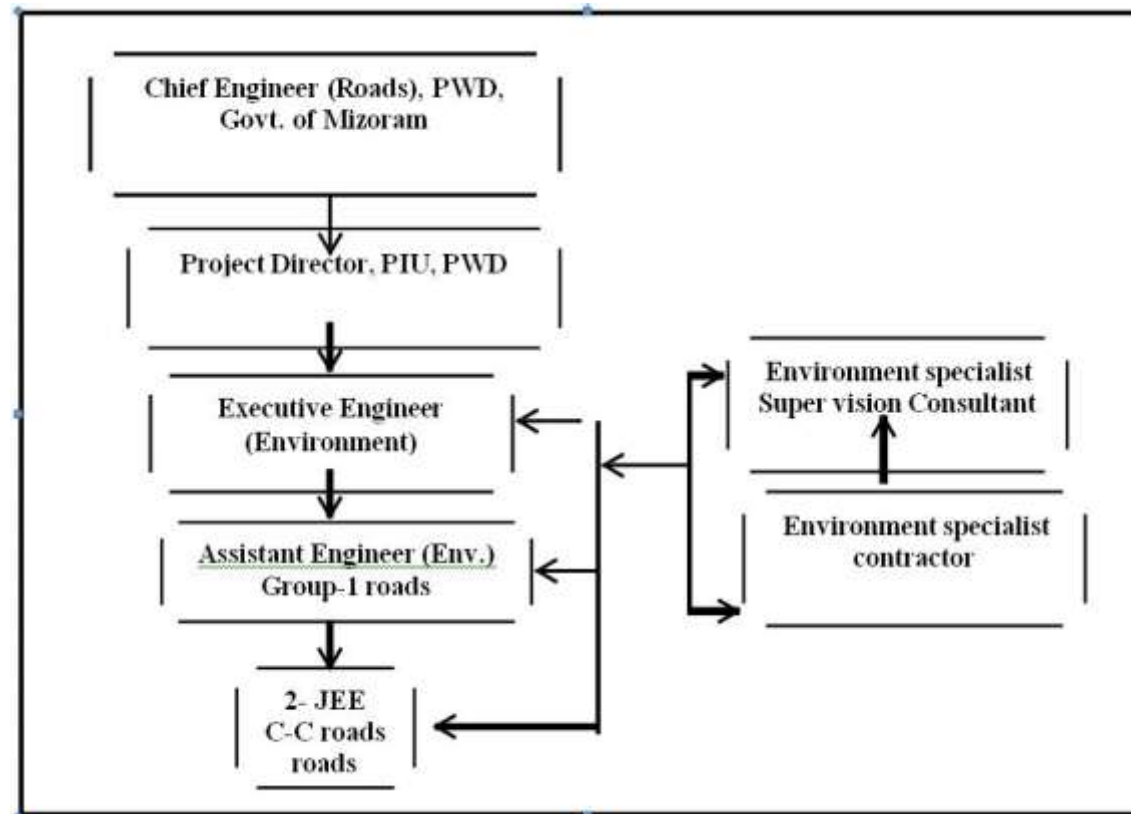 Chief Engineer (Roads), PWD,
Govt. of Mizoram
Project Director, PIU, PWD
Executive Engineer
(Environment)
Assistant Engineer (Env.)
Group-1 roads
2- JEE
C-C roads
roads
Environment specialist
Super vision Consultant
Environment specialist
contractor